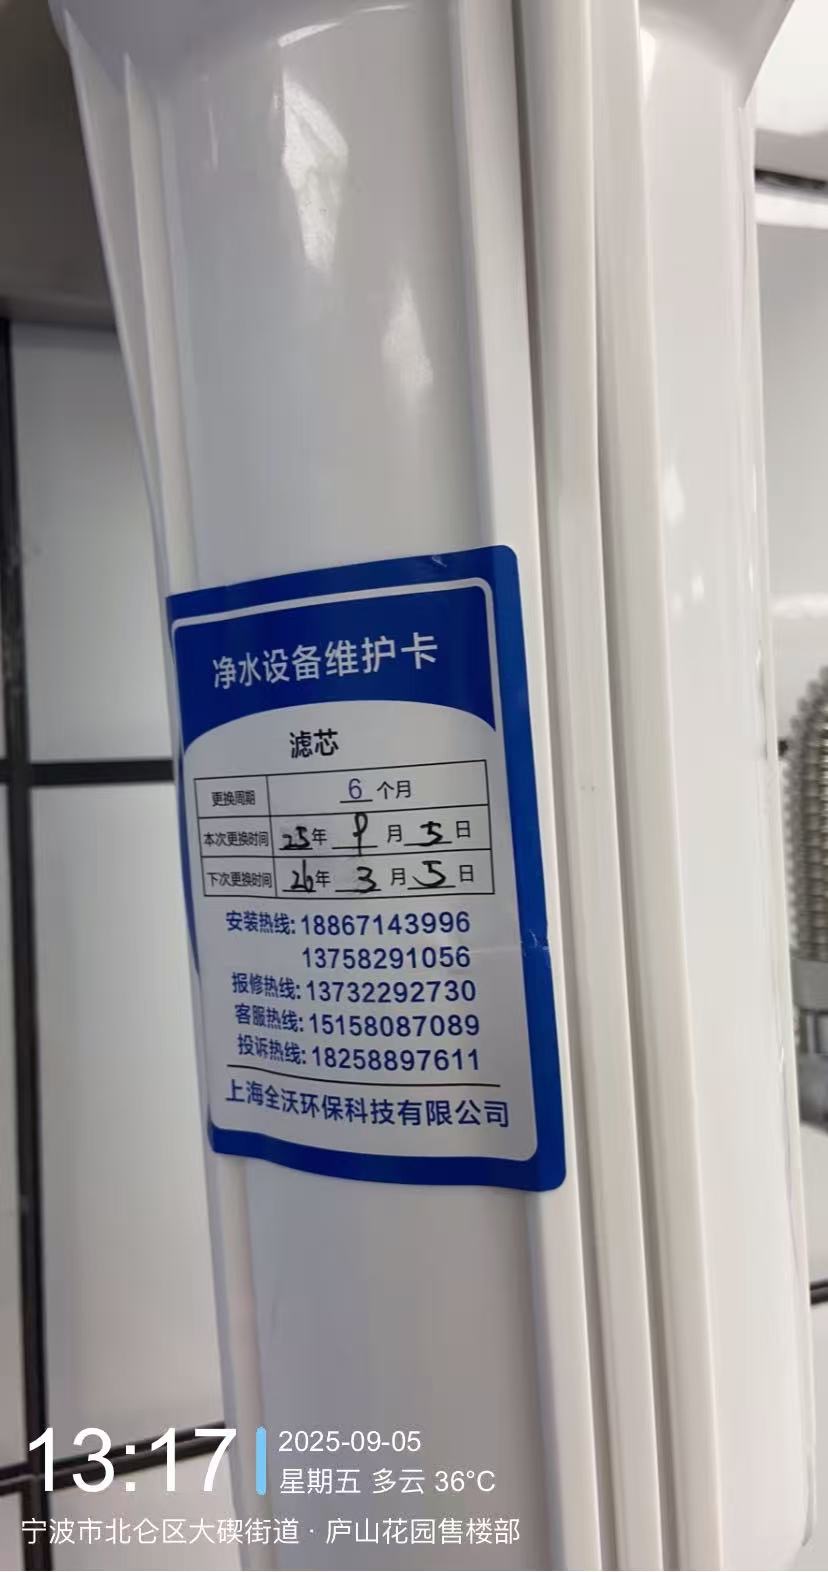 净水设备维护卡
滤芯
更换周期 6 个月
本次更换时间 25年 9 月 5 日
下次更换时间 26年 3 月 5 日
安装热线:18867143996
13758291056
报修热线:13732292730
客服热线:15158087089
投诉热线:18258897611
上海全沃环保科技有限公司
13:17
2025-09-05
星期五 多云 36°C
宁波市北仑区大碶街道·庐山花园售楼部